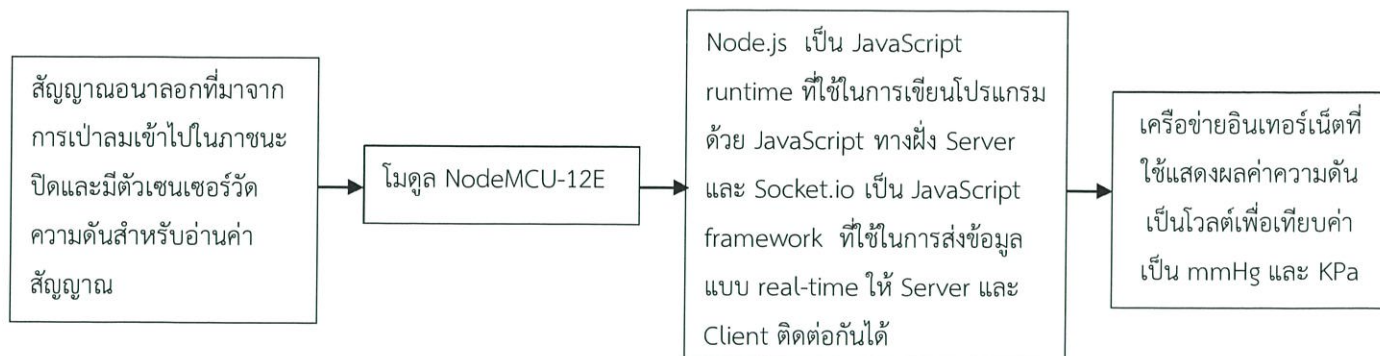 สัญญาณอนาลอกที่มาจาก
การเป่าลมเข้าไปในภาชนะ
ปิดและมีตัวเซนเซอร์วัด
ความดันสำหรับอ่านค่า
สัญญาณ
โมดูล NodeMCU-12E
Node.js เป็น JavaScript
runtime ที่ใช้ในการเขียนโปรแกรม
ด้วย JavaScript ทางฝั่ง Server
และ Socket.io เป็น JavaScript
framework ที่ใช้ในการส่งข้อมูล
แบบ real-time ให้ Server และ
Client ติดต่อกันได้
เครือข่ายอินเทอร์เน็ตที่
ใช้แสดงผลค่าความดัน
เป็นโวลต์เพื่อเทียบค่า
เป็น mmHg และ KPa